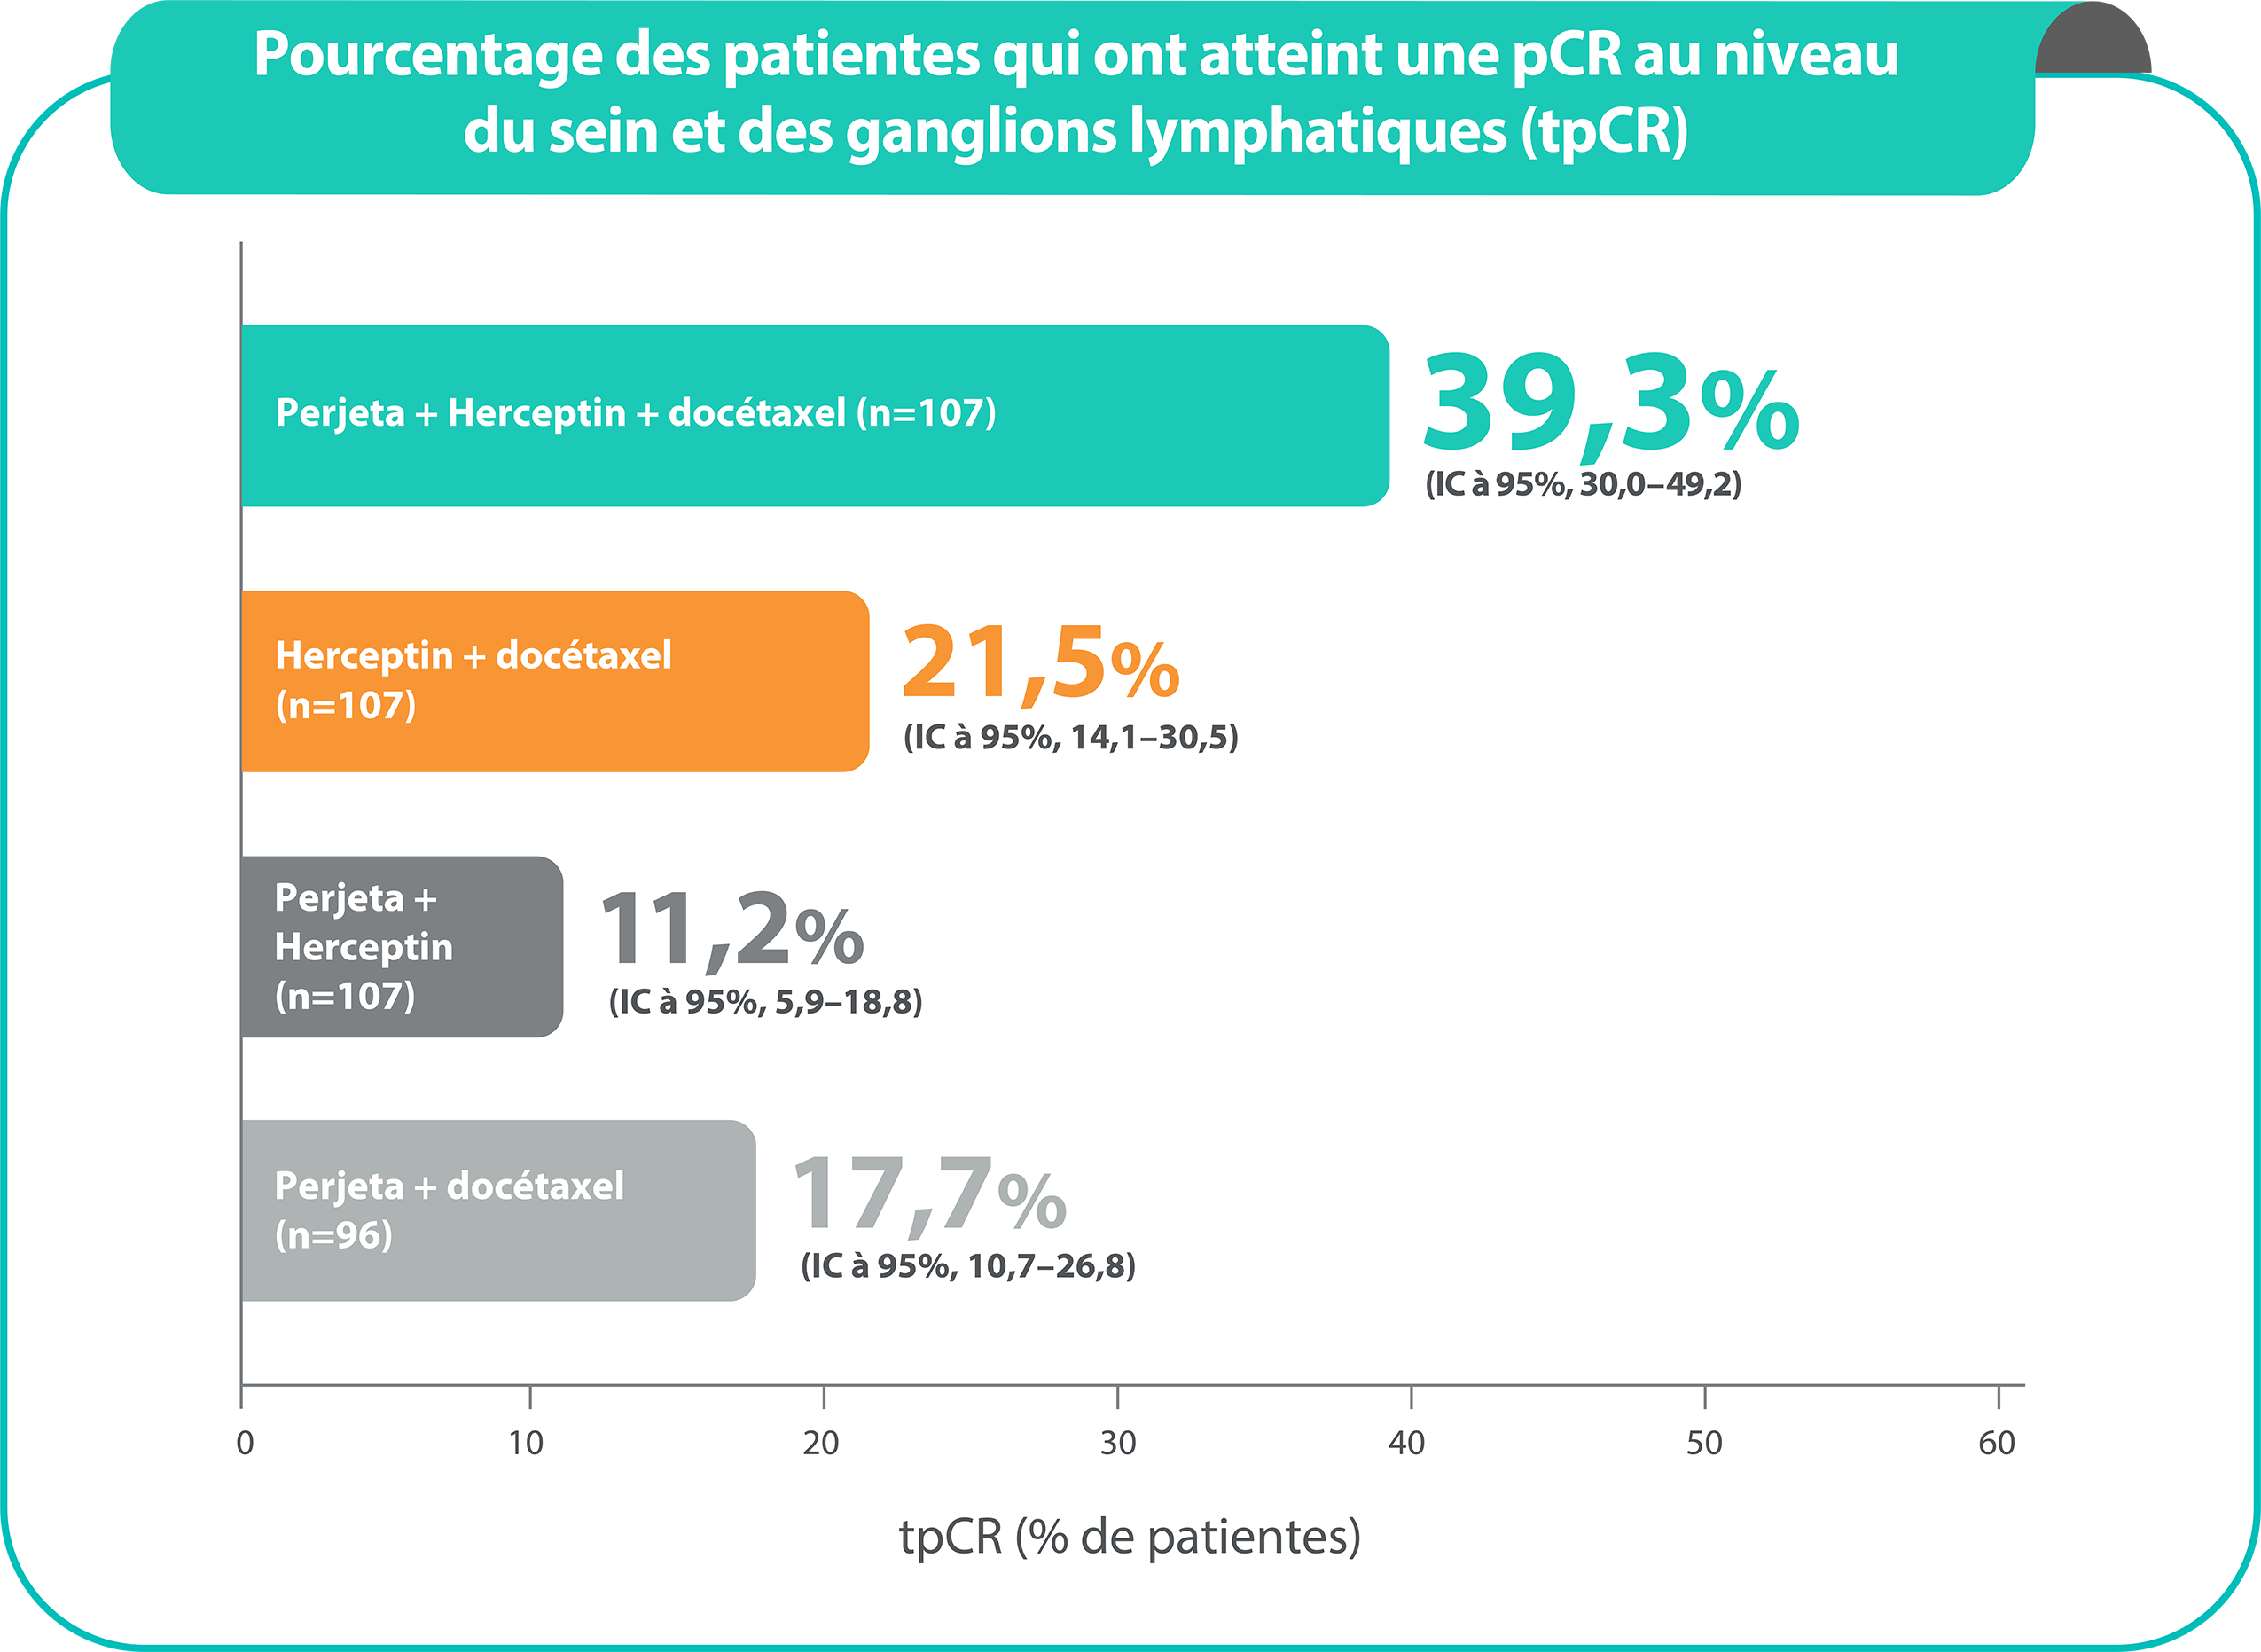 Pourcentage des patientes qui ont atteint une pCR au niveau
du sein et des ganglions lymphatiques (tpCR)
Perjeta + Herceptin + docétaxel (n=107)
39,3%
(IC à 95%, 30,0–49,2)
Herceptin + docétaxel
(n=107)
21,5%
(IC à 95%, 14,1–30,5)
Perjeta +
Herceptin
(n=107)
11,2%
(IC à 95%, 5,9–18,8)
Perjeta + docétaxel
(n=96)
17,7%
(IC à 95%, 10,7–26,8)
0 10 20 30 40 50 60
tpCR (% de patientes)